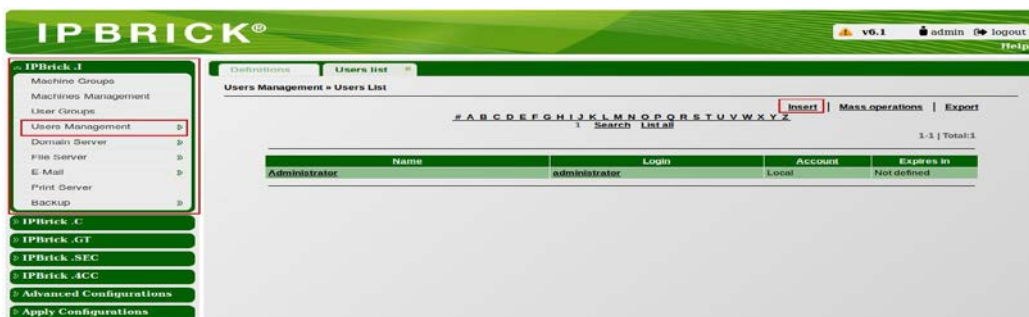 IPBRICK®
v6.1 admin logout
Help
IPBrick .I
Machine Groups
Machines Management
User Groups
Users Management
Domain Server
File Server
E-Mail
Print Server
Backup
IPBrick .C
IPBrick .GT
IPBrick .SEC
IPBrick .4CC
Advanced Configurations
Apply Configurations
Definitions Users list
Users Management » Users List
Insert | Mass operations | Export
# A B C D E F G H I J K L M N O P Q R S T U V W X Y Z
1 Search List all
1-1 | Total:1
Name Login Account Expires in
Administrator administrator Local Not defined